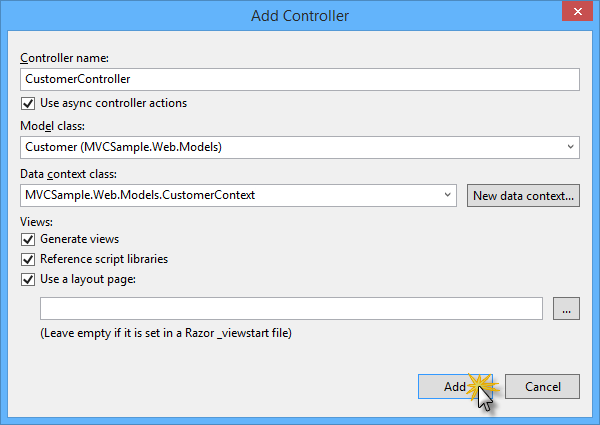 Add Controller
Controller name:
CustomerController
Use async controller actions
Model class:
Customer (MVCSample.Web.Models)
Data context class:
MVCSample.Web.Models.CustomerContext
New data context...
Views:
Generate views
Reference script libraries
Use a layout page:
...
(Leave empty if it is set in a Razor _viewstart file)
Add
Cancel